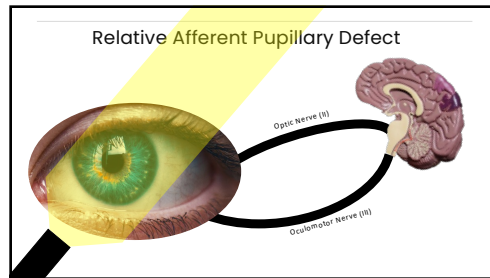 Relative Afferent Pupillary Defect
Optic Nerve (II)
Oculomotor Nerve (III)